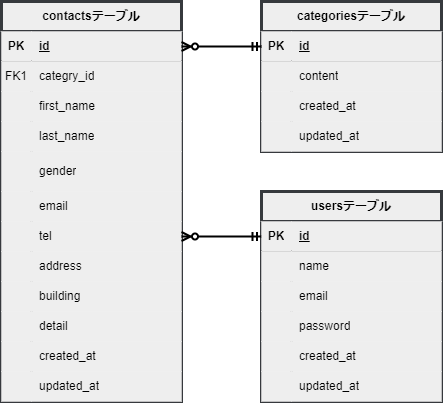 contactsテーブル
PK id
FK1 categry_id
first_name
last_name
gender
email
tel
address
building
detail
created_at
updated_at
categoriesテーブル
PK id
content
created_at
updated_at
usersテーブル
PK id
name
email
password
created_at
updated_at